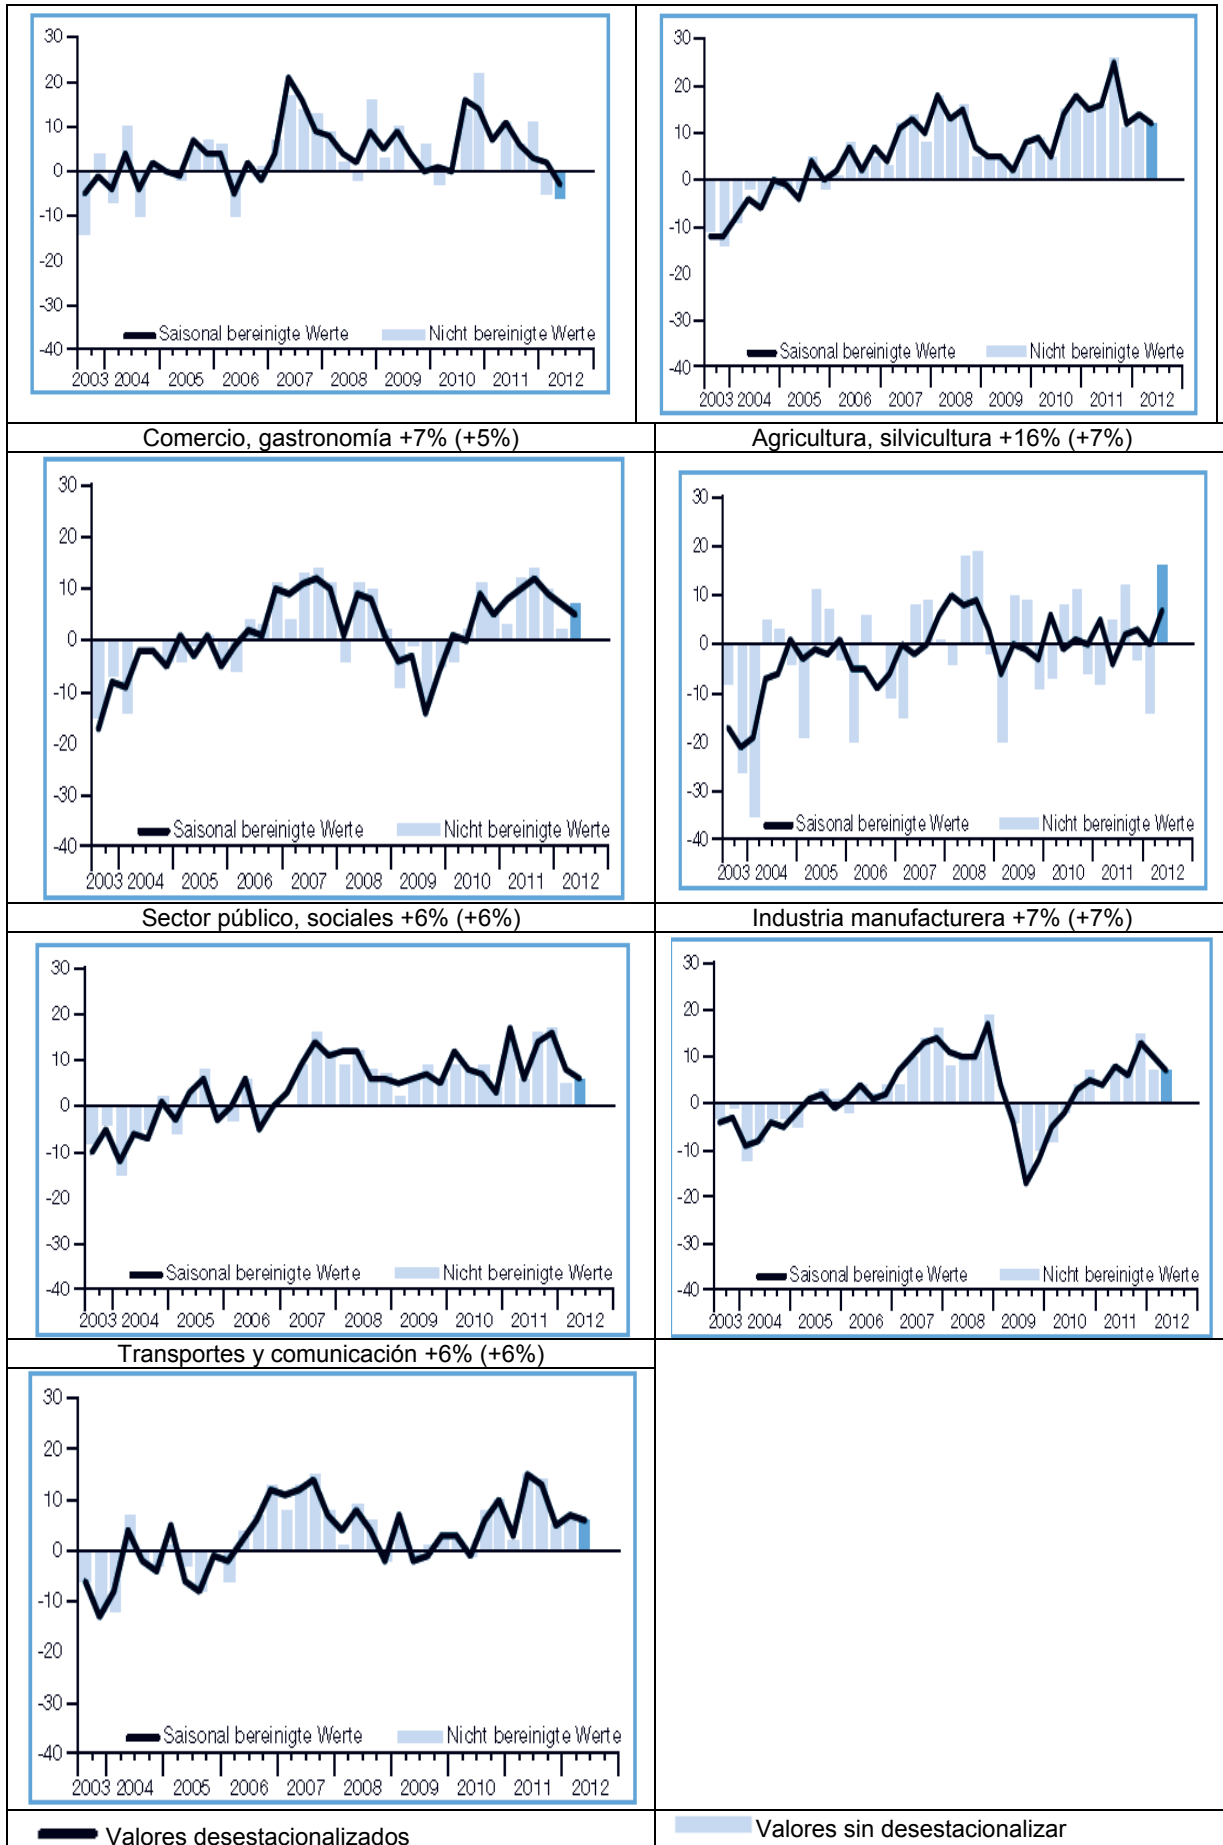 30
20
10
0
-10
-20
-30
-40
Saisonal bereinigte Werte Nicht bereinigte Werte
2003 2004 2005 2006 2007 2008 2009 2010 2011 2012
30
20
10
0
-10
-20
-30
-40
Saisonal bereinigte Werte Nicht bereinigte Werte
2003 2004 2005 2006 2007 2008 2009 2010 2011 2012
Comercio, gastronomía +7% (+5%)
Agricultura, silvicultura +16% (+7%)
30
20
10
0
-10
-20
-30
-40
Saisonal bereinigte Werte Nicht bereinigte Werte
2003 2004 2005 2006 2007 2008 2009 2010 2011 2012
30
20
10
0
-10
-20
-30
-40
Saisonal bereinigte Werte Nicht bereinigte Werte
2003 2004 2005 2006 2007 2008 2009 2010 2011 2012
Sector público, sociales +6% (+6%)
Industria manufacturera +7% (+7%)
30
20
10
0
-10
-20
-30
-40
Saisonal bereinigte Werte Nicht bereinigte Werte
2003 2004 2005 2006 2007 2008 2009 2010 2011 2012
30
20
10
0
-10
-20
-30
-40
Saisonal bereinigte Werte Nicht bereinigte Werte
2003 2004 2005 2006 2007 2008 2009 2010 2011 2012
Transportes y comunicación +6% (+6%)
30
20
10
0
-10
-20
-30
-40
Saisonal bereinigte Werte Nicht bereinigte Werte
2003 2004 2005 2006 2007 2008 2009 2010 2011 2012
Valores desestacionalizados
Valores sin desestacionalizar